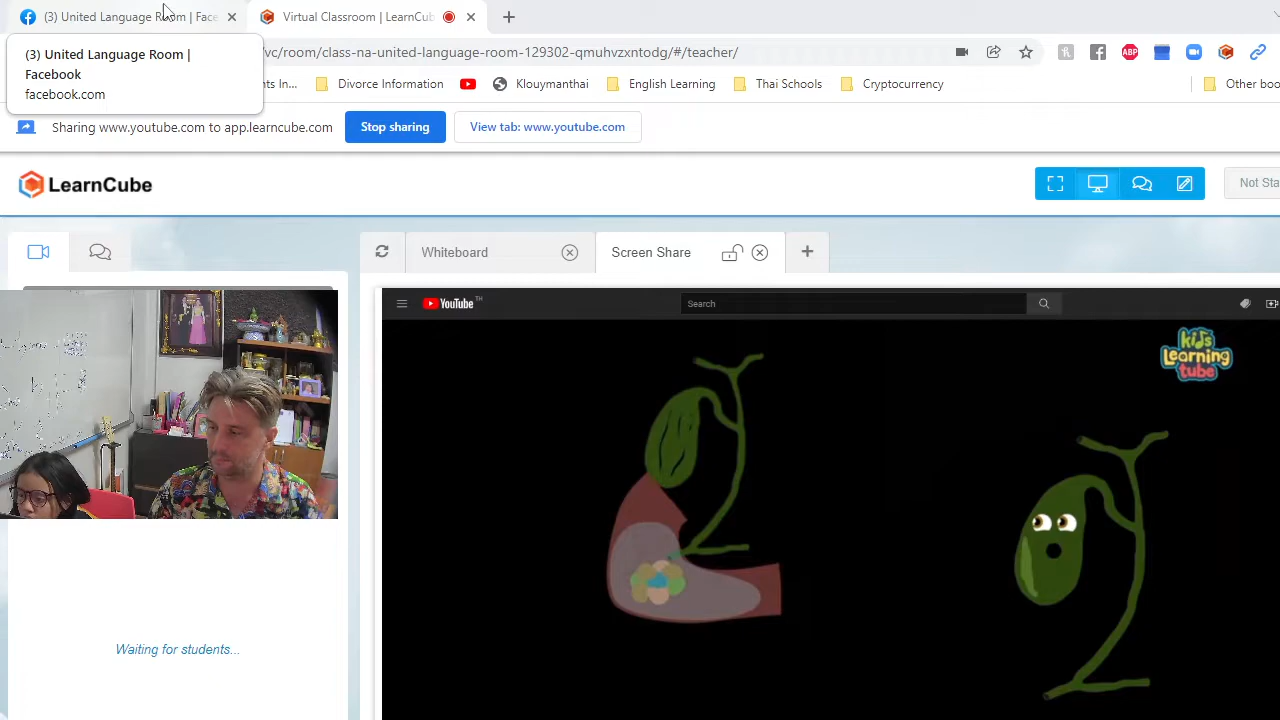 (3) United Language Room | Face
Virtual Classroom | LearnCub
(3) United Language Room |
Facebook
facebook.com
vc/room/class-na-united-language-room-129302-qmuhvzxntodg/#/teacher/
ABP
nts In...
Divorce Information
Klouymanthai
English Learning
Thai Schools
Cryptocurrency
Other boo
Sharing www.youtube.com to app.learncube.com
Stop sharing
View tab: www.youtube.com
LearnCube
Not Sta
Whiteboard
Screen Share
YouTube TH
Search
kids
Learning
tube
Waiting for students...